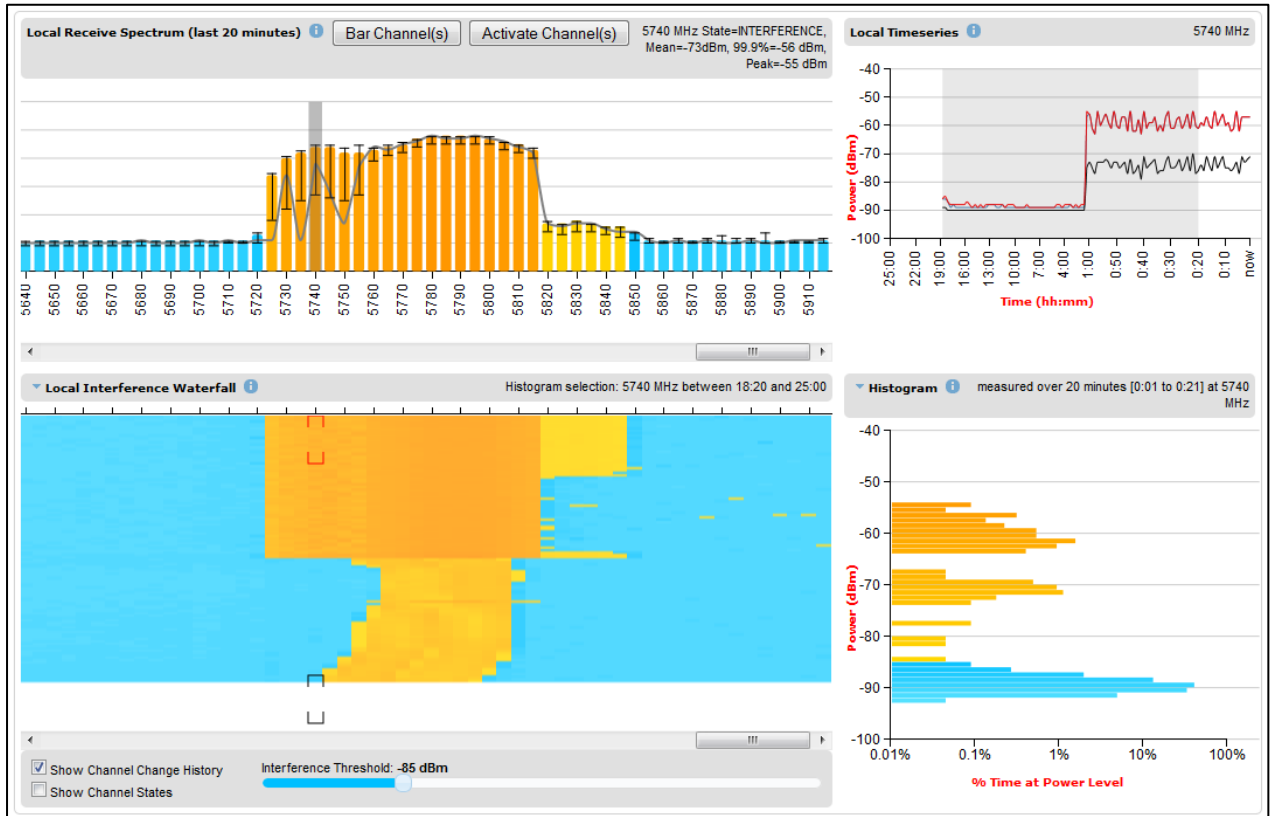 Local Receive Spectrum (last 20 minutes) i Bar Channel(s) Activate Channel(s)
5740 MHz State=INTERFERENCE,
Mean=-73dBm, 99.9%=-56 dBm,
Peak=-55 dBm
5640 5650 5660 5670 5680 5690 5700 5710 5720 5730 5740 5750 5760 5770 5780 5790 5800 5810 5820 5830 5840 5850 5860 5870 5880 5890 5900 5910
Local Timeseries i 5740 MHz
-40
-50
-60
-70
-80
-90
-100
Power (dBm)
25:00 22:00 19:00 16:00 13:00 10:00 7:00 4:00 1:00 0:50 0:40 0:30 0:20 0:10 now
Time (hh:mm)
Local Interference Waterfall i Histogram selection: 5740 MHz between 18:20 and 25:00
Histogram i measured over 20 minutes [0:01 to 0:21] at 5740
MHz
-40
-50
-60
-70
-80
-90
-100
Power (dBm)
0.01% 0.1% 1% 10% 100%
% Time at Power Level
Show Channel Change History
Show Channel States
Interference Threshold: -85 dBm